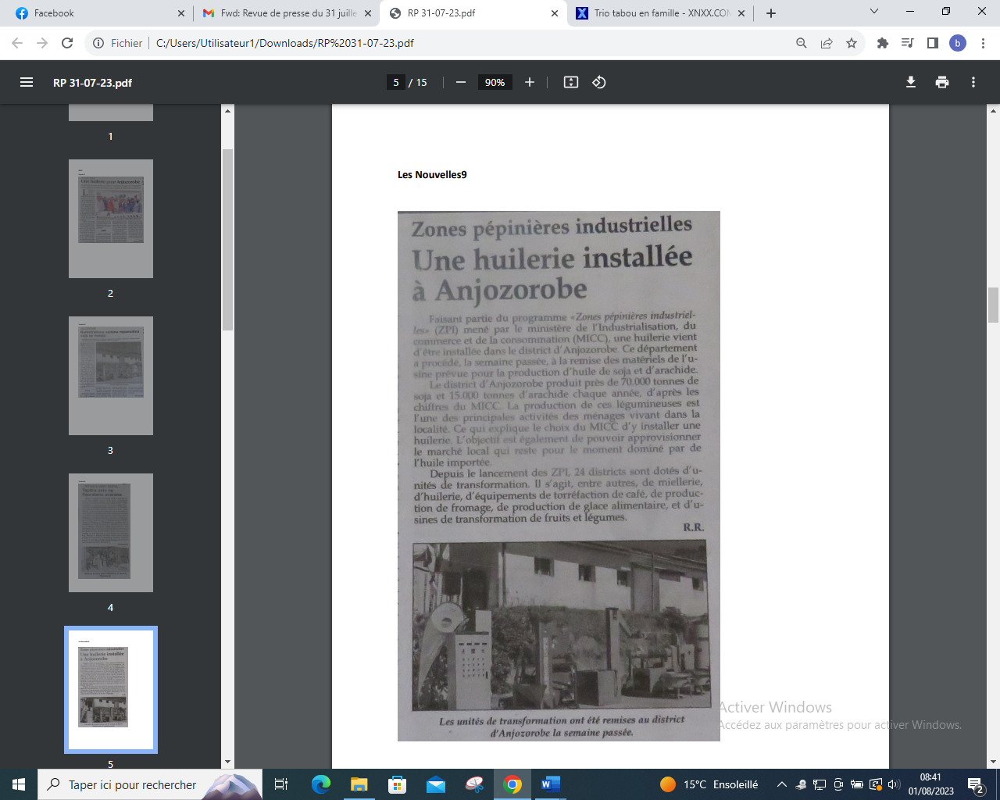 Facebook
Fwd: Revue de presse du 31 juille
RP 31-07-23.pdf
Trio tabou en famille - XNXX.COM
Fichier
C:/Users/Utilisateur1/Downloads/RP%2031-07-23.pdf
b
RP 31-07-23.pdf
5 / 15
90%
1
2
3
4
5
Les Nouvelles9
Zones pépinières industrielles
Une huilerie installée
à Anjozorobe
Faisant partie du programme «Zones pépinières industriel-
les» (ZPI) mené par le ministère de l'Industrialisation, du
commerce et de la consommation (MICC), une huilerie vient
d'être installée dans le district d'Anjozorobe. Ce département
a procédé, la semaine passée, à la remise des matériels de l'u-
sine prévue pour la production d'huile de soja et d'arachide.
Le district d'Anjozorobe produit près de 70.000 tonnes de
soja et 15.000 tonnes d'arachide chaque année, d'après les
chiffres du MICC. La production de ces légumineuses est
l'une des principales activités des ménages vivant dans la
localité. Ce qui explique le choix du MICC d'y installer une
huilerie. L'objectif est également de pouvoir approvisionner
le marché local qui reste pour le moment dominé par de
l'huile importée.
Depuis le lancement des ZPI, 24 districts sont dotés d'u-
nités de transformation. Il s'agit, entre autres, de miellerie,
d'huilerie, d'équipements de torréfaction de café, de produc-
tion de fromage, de production de glace alimentaire, et d'u-
sines de transformation de fruits et légumes.
R.R.
Les unités de transformation ont été remises au district
d'Anjozorobe la semaine passée.
Activer Windows
Accédez aux paramètres pour activer Windows.
Taper ici pour rechercher
15°C Ensoleillé
08:41
01/08/2023
2